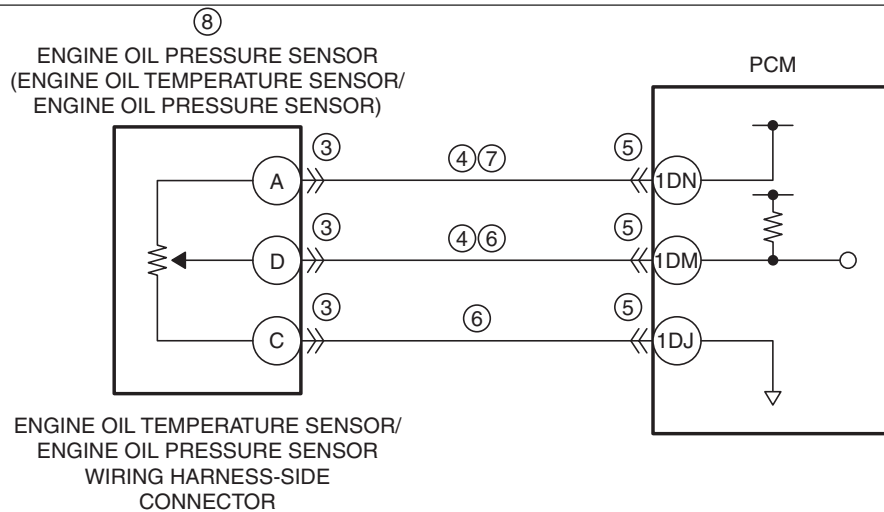 ⑧
ENGINE OIL PRESSURE SENSOR
(ENGINE OIL TEMPERATURE SENSOR/
ENGINE OIL PRESSURE SENSOR)
PCM
③ ④⑦ ⑤
A 1DN
③ ④⑥ ⑤
D 1DM
③ ⑥ ⑤
C 1DJ
ENGINE OIL TEMPERATURE SENSOR/
ENGINE OIL PRESSURE SENSOR
WIRING HARNESS-SIDE
CONNECTOR